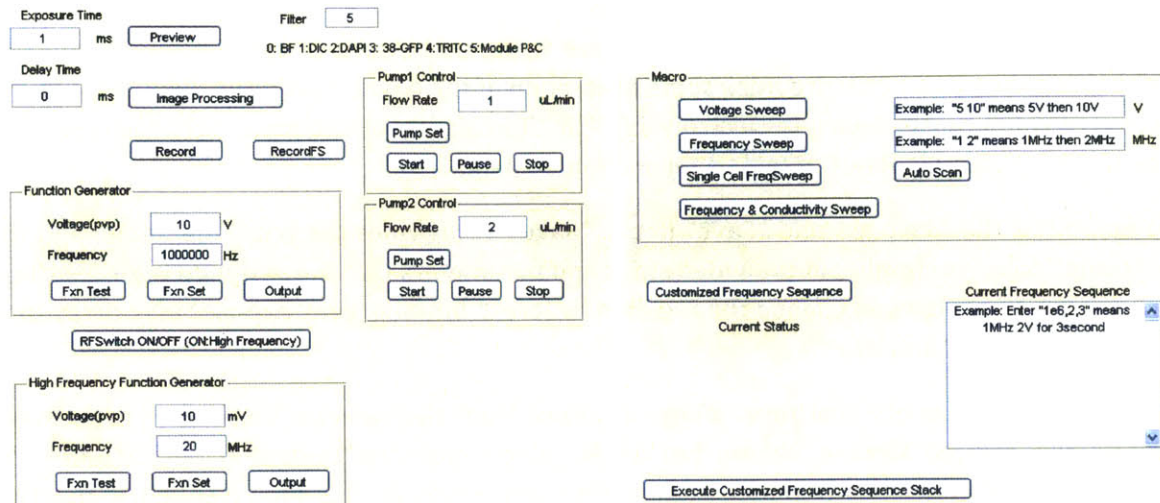 Exposure Time
1 ms Preview
Filter 5
0: BF 1:DIC 2:DAPI 3: 38-GFP 4:TRITC 5:Module P&C
Delay Time
0 ms Image Processing
Record RecordFS
Function Generator
Voltage(pvp) 10 V
Frequency 1000000 Hz
Fxn Test Fxn Set Output
RFSwitch ON/OFF (ON:High Frequency)
High Frequency Function Generator
Voltage(pvp) 10 mV
Frequency 20 MHz
Fxn Test Fxn Set Output
Pump1 Control
Flow Rate 1 uL/min
Pump Set
Start Pause Stop
Pump2 Control
Flow Rate 2 uL/min
Pump Set
Start Pause Stop
Macro
Voltage Sweep Example: "5 10" means 5V then 10V V
Frequency Sweep Example: "1 2" means 1MHz then 2MHz MHz
Single Cell FreqSweep Auto Scan
Frequency & Conductivity Sweep
Customized Frequency Sequence
Current Status
Current Frequency Sequence
Example: Enter "1e6,2,3" means
1MHz 2V for 3second
Execute Customized Frequency Sequence Stack